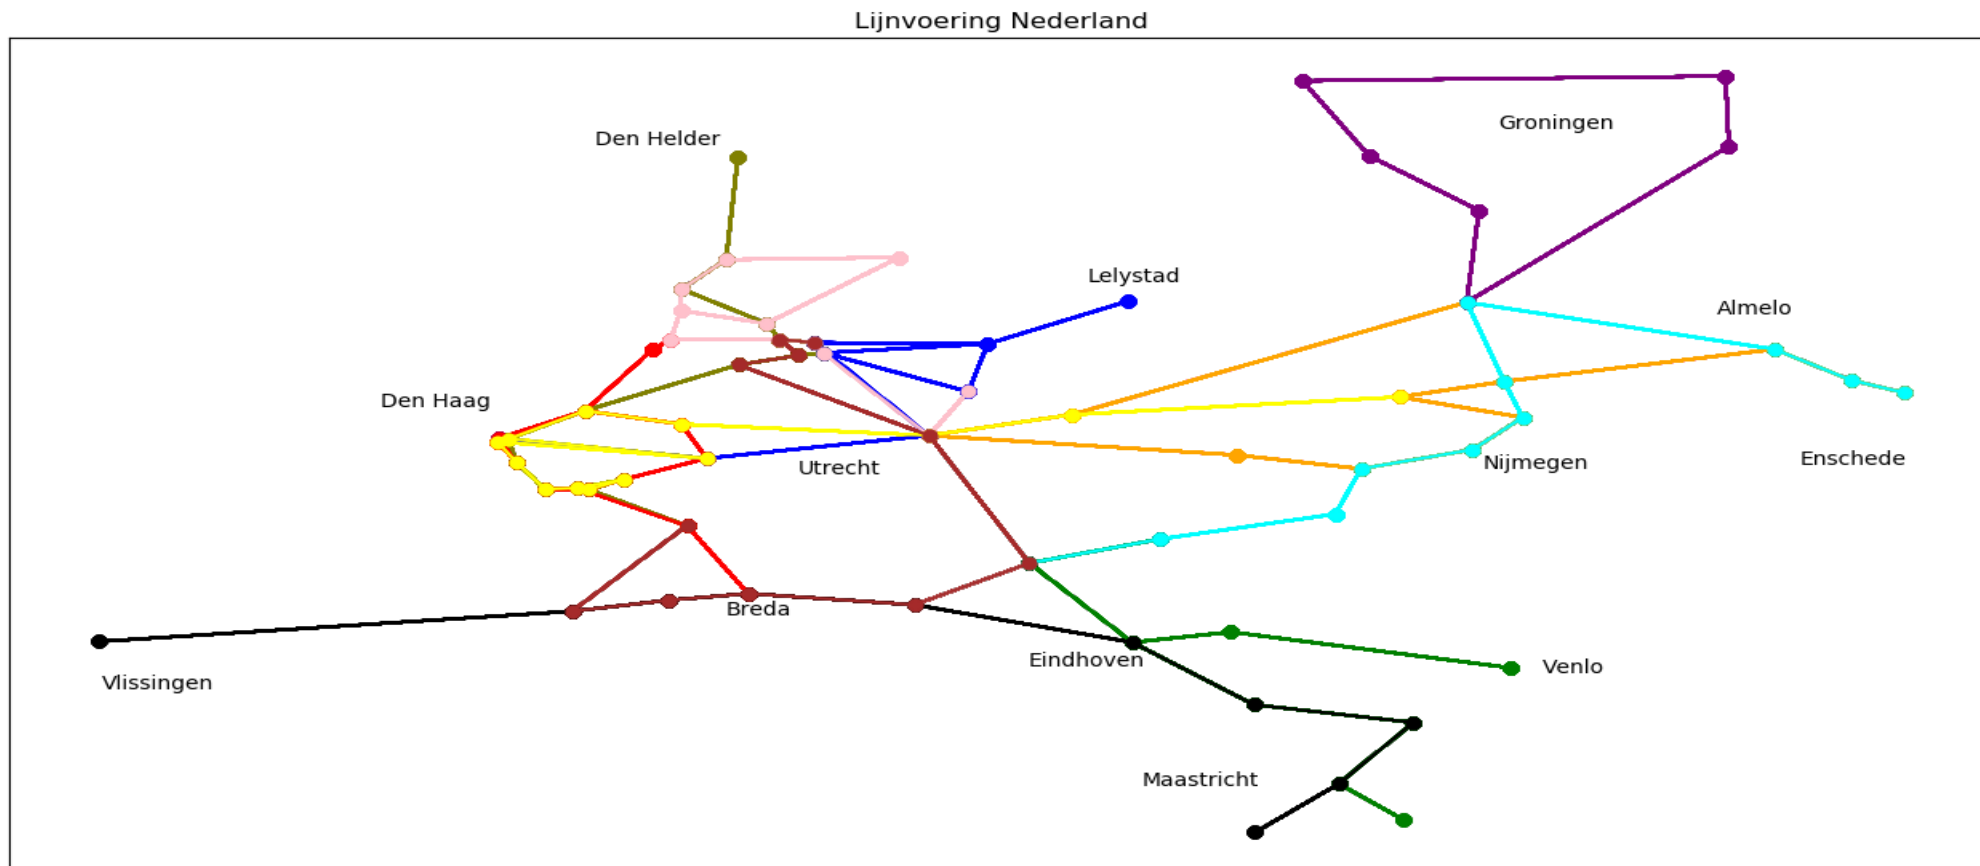 Lijnvoering Nederland
Groningen
Den Helder
Lelystad
Almelo
Den Haag
Utrecht
Nijmegen
Enschede
Breda
Eindhoven
Venlo
Vlissingen
Maastricht